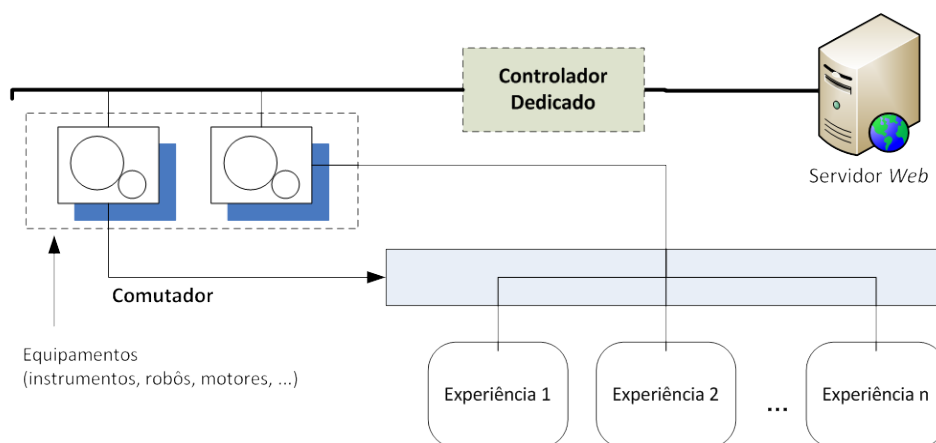 Controlador
Dedicado
Servidor Web
Comutador
Equipamentos
(instrumentos, robôs, motores, ...)
Experiência 1
Experiência 2
...
Experiência n